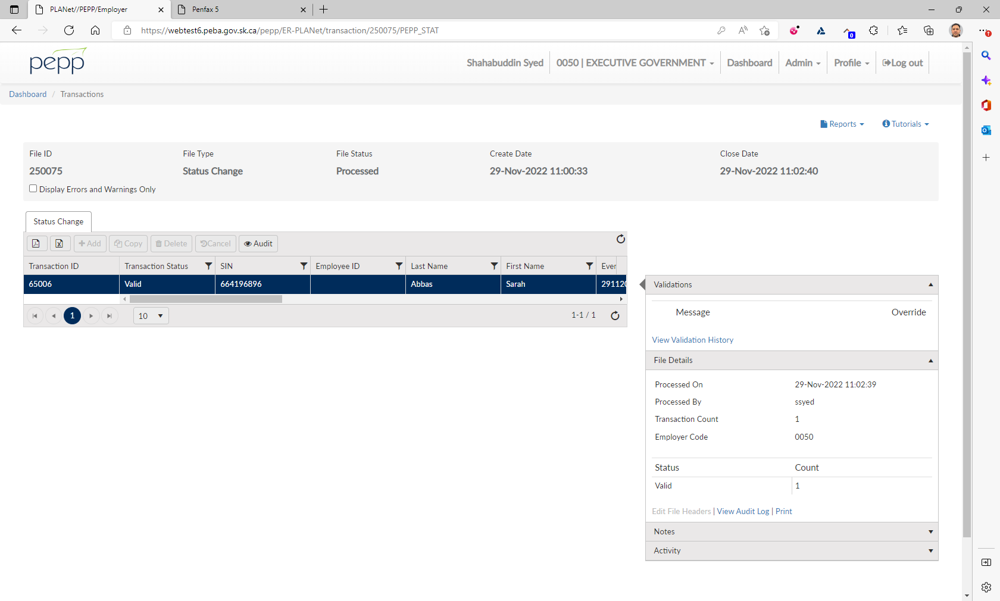 PLANet//PEPP/Employer
Penfax 5
https://webtest6.peba.gov.sk.ca/pepp/ER-PLANet/transaction/250075/PEPP_STAT
0
pepp
Shahabuddin Syed
0050 | EXECUTIVE GOVERNMENT
Dashboard
Admin
Profile
Log out
Dashboard / Transactions
Reports
Tutorials
File ID
File Type
File Status
Create Date
Close Date
250075
Status Change
Processed
29-Nov-2022 11:00:33
29-Nov-2022 11:02:40
Display Errors and Warnings Only
Status Change
Add
Copy
Delete
Cancel
Audit
Transaction ID
Transaction Status
SIN
Employee ID
Last Name
First Name
Ever
65006
Valid
664196896
Abbas
Sarah
291120
1
10
1-1 / 1
Validations
Message
Override
View Validation History
File Details
Processed On
29-Nov-2022 11:02:39
Processed By
ssyed
Transaction Count
1
Employer Code
0050
Status
Count
Valid
1
Edit File Headers | View Audit Log | Print
Notes
Activity